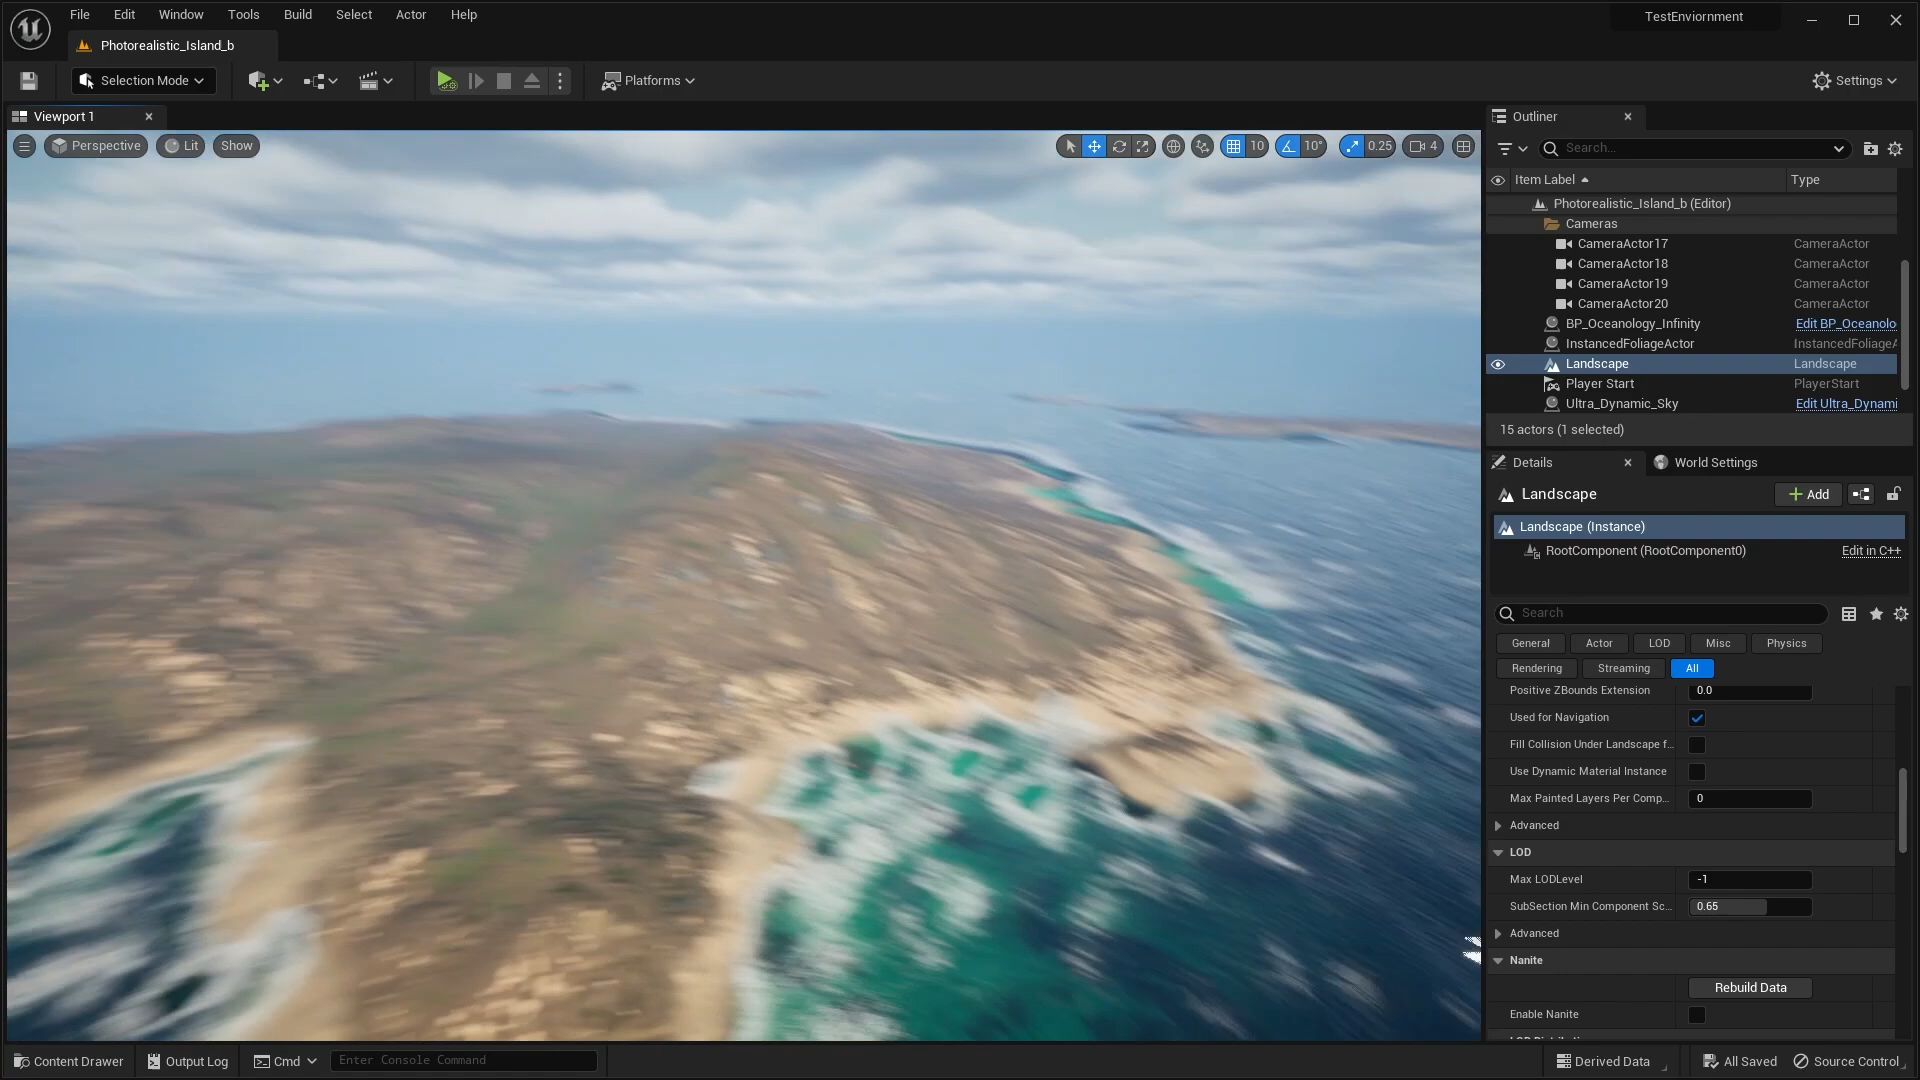 File Edit Window Tools Build Select Actor Help
TestEnviornment
Photorealistic_Island_b
Selection Mode
Platforms
Settings
Viewport 1
Outliner
Perspective Lit Show
10 10° 0.25 4
Search...
Item Label Type
Photorealistic_Island_b (Editor)
Cameras
CameraActor17 CameraActor
CameraActor18 CameraActor
CameraActor19 CameraActor
CameraActor20 CameraActor
BP_Oceanology_Infinity Edit BP_Oceanolo
InstancedFoliageActor InstancedFoliageA
Landscape Landscape
Player Start PlayerStart
Ultra_Dynamic_Sky Edit Ultra_Dynami
15 actors (1 selected)
Details World Settings
Landscape Add
Landscape (Instance)
RootComponent (RootComponent0) Edit in C++
Search
General Actor LOD Misc Physics
Rendering Streaming All
Positive ZBounds Extension 0.0
Used for Navigation
Fill Collision Under Landscape f...
Use Dynamic Material Instance
Max Painted Layers Per Comp... 0
Advanced
LOD
Max LODLevel -1
SubSection Min Component Sc... 0.65
Advanced
Nanite
Rebuild Data
Enable Nanite
Content Drawer Output Log Cmd Enter Console Command
Derived Data All Saved Source Control